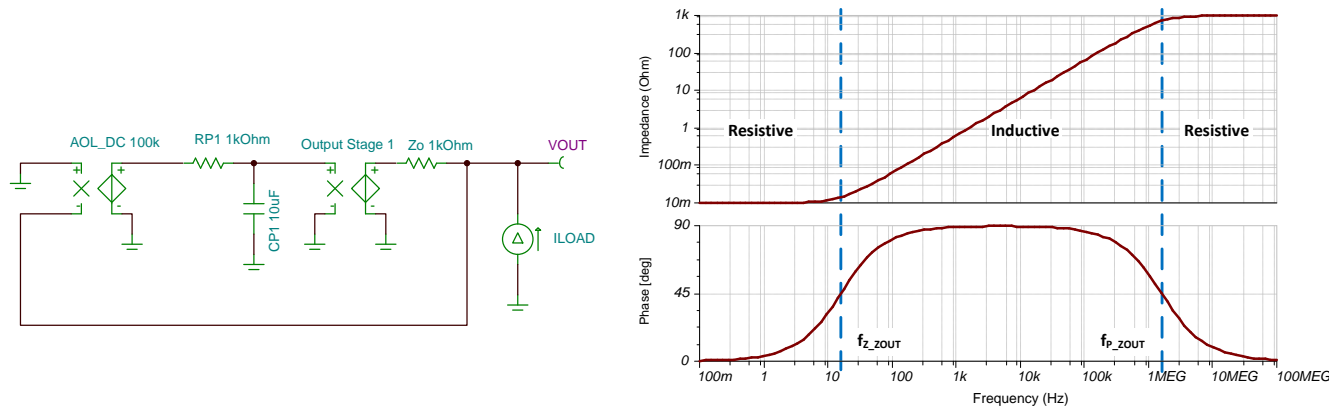 AOL_DC 100k
RP1 1kOhm
Output Stage 1
Zo 1kOhm
VOUT
+
-
+
-
+
-
+
-
CP1 10uF
ILOAD
Impedance (Ohm)
1k
100
10
1
100m
10m
Resistive
Inductive
Resistive
Phase [deg]
90
45
0
fZ_ZOUT
fP_ZOUT
100m
1
10
100
1k
10k
100k
1MEG
10MEG
100MEG
Frequency (Hz)